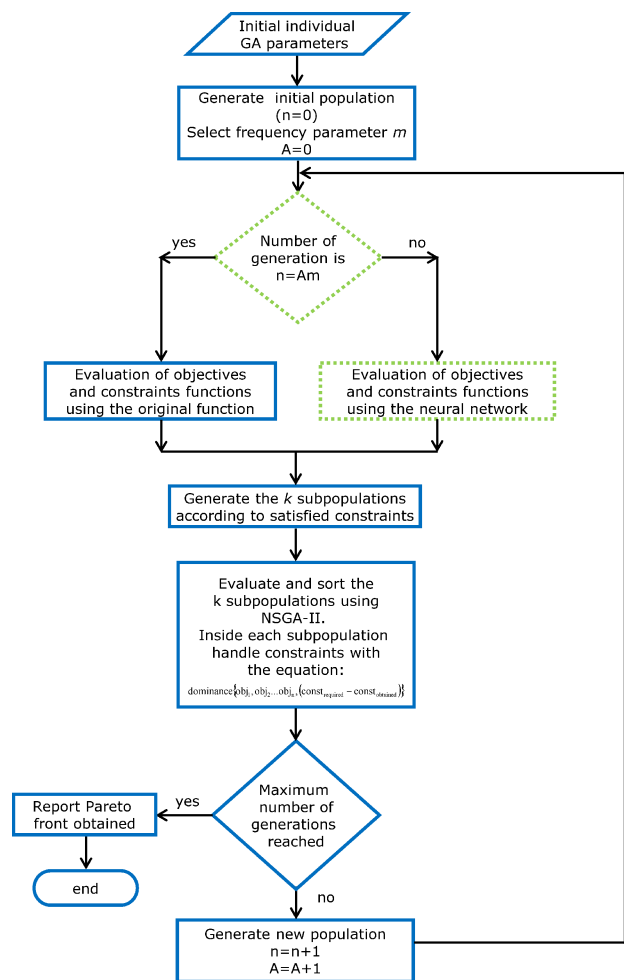 Initial individual
GA parameters
Generate initial population
(n=0)
Select frequency parameter m
A=0
yes
Number of
generation is
n=Am
no
Evaluation of objectives
and constraints functions
using the original function
Evaluation of objectives
and constraints functions
using the neural network
Generate the k subpopulations
according to satisfied constraints
Evaluate and sort the
k subpopulations using
NSGA-II.
Inside each subpopulation
handle constraints with
the equation:
dominance{obj₁, obj₂...objₙ, (const_required − const_obtained)}
Maximum
number of
generations
reached
yes
Report Pareto
front obtained
end
no
Generate new population
n=n+1
A=A+1